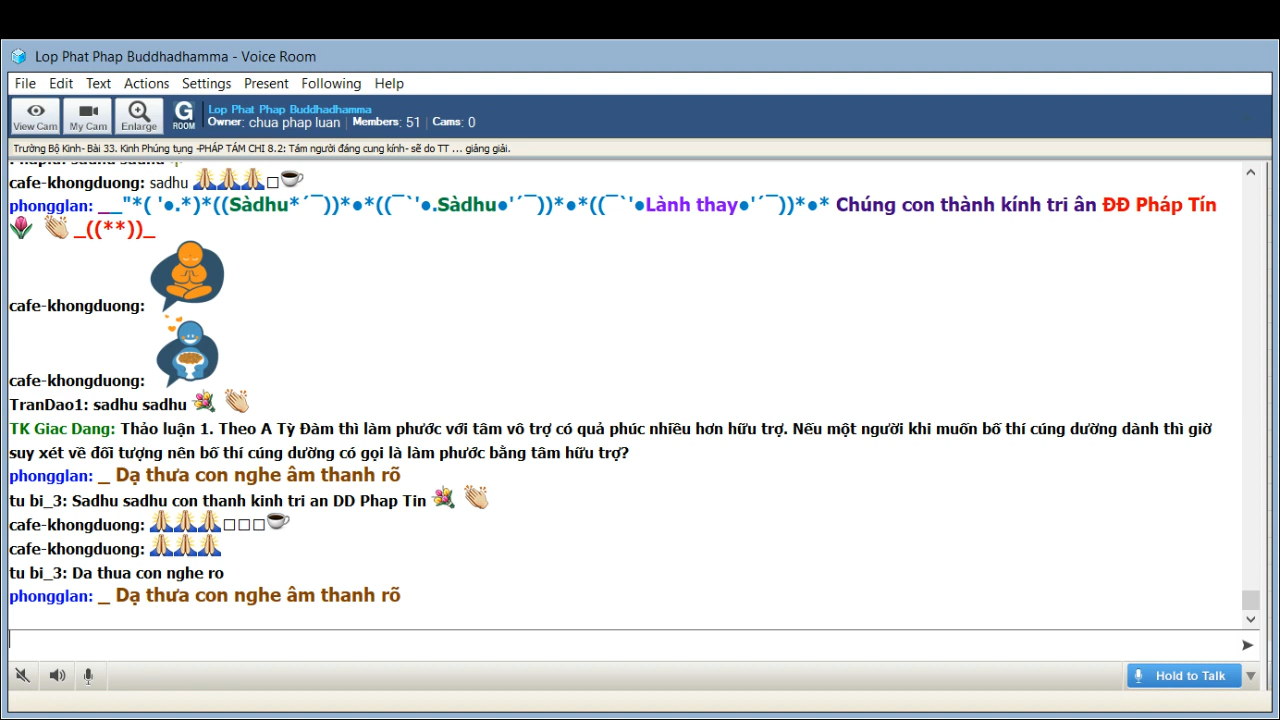 Lop Phat Phap Buddhadhamma - Voice Room
File Edit Text Actions Settings Present Following Help
View Cam My Cam Enlarge G ROOM Lop Phat Phap Buddhadhamma
Owner: chua phap luan | Members: 51 | Cams: 0
Trường Bộ Kinh- Bài 33. Kinh Phúng tụng -PHÁP TÁM CHI 8.2: Tám người đáng cung kính- sẽ do TT ... giảng giải.
cafe-khongduong: sadhu
phongglan: __"*( '●.*)*((Sàdhu*´¯))*●*((¯`'●.Sàdhu●'´¯))*●*((¯`'●Lành thay●'´¯))*●* Chúng con thành kính tri ân ĐĐ Pháp Tín
_((**))_
cafe-khongduong:
cafe-khongduong:
TranDao1: sadhu sadhu
TK Giac Dang: Thảo luận 1. Theo A Tỳ Đàm thì làm phước với tâm vô trợ có quả phúc nhiều hơn hữu trợ. Nếu một người khi muốn bố thí cúng dường dành thì giờ
suy xét về đối tượng nên bố thí cúng dường có gọi là làm phước bằng tâm hữu trợ?
phongglan: _ Dạ thưa con nghe âm thanh rõ
tu bi_3: Sadhu sadhu con thanh kinh tri an DD Phap Tin
cafe-khongduong:
cafe-khongduong:
tu bi_3: Da thua con nghe ro
phongglan: _ Dạ thưa con nghe âm thanh rõ
Hold to Talk